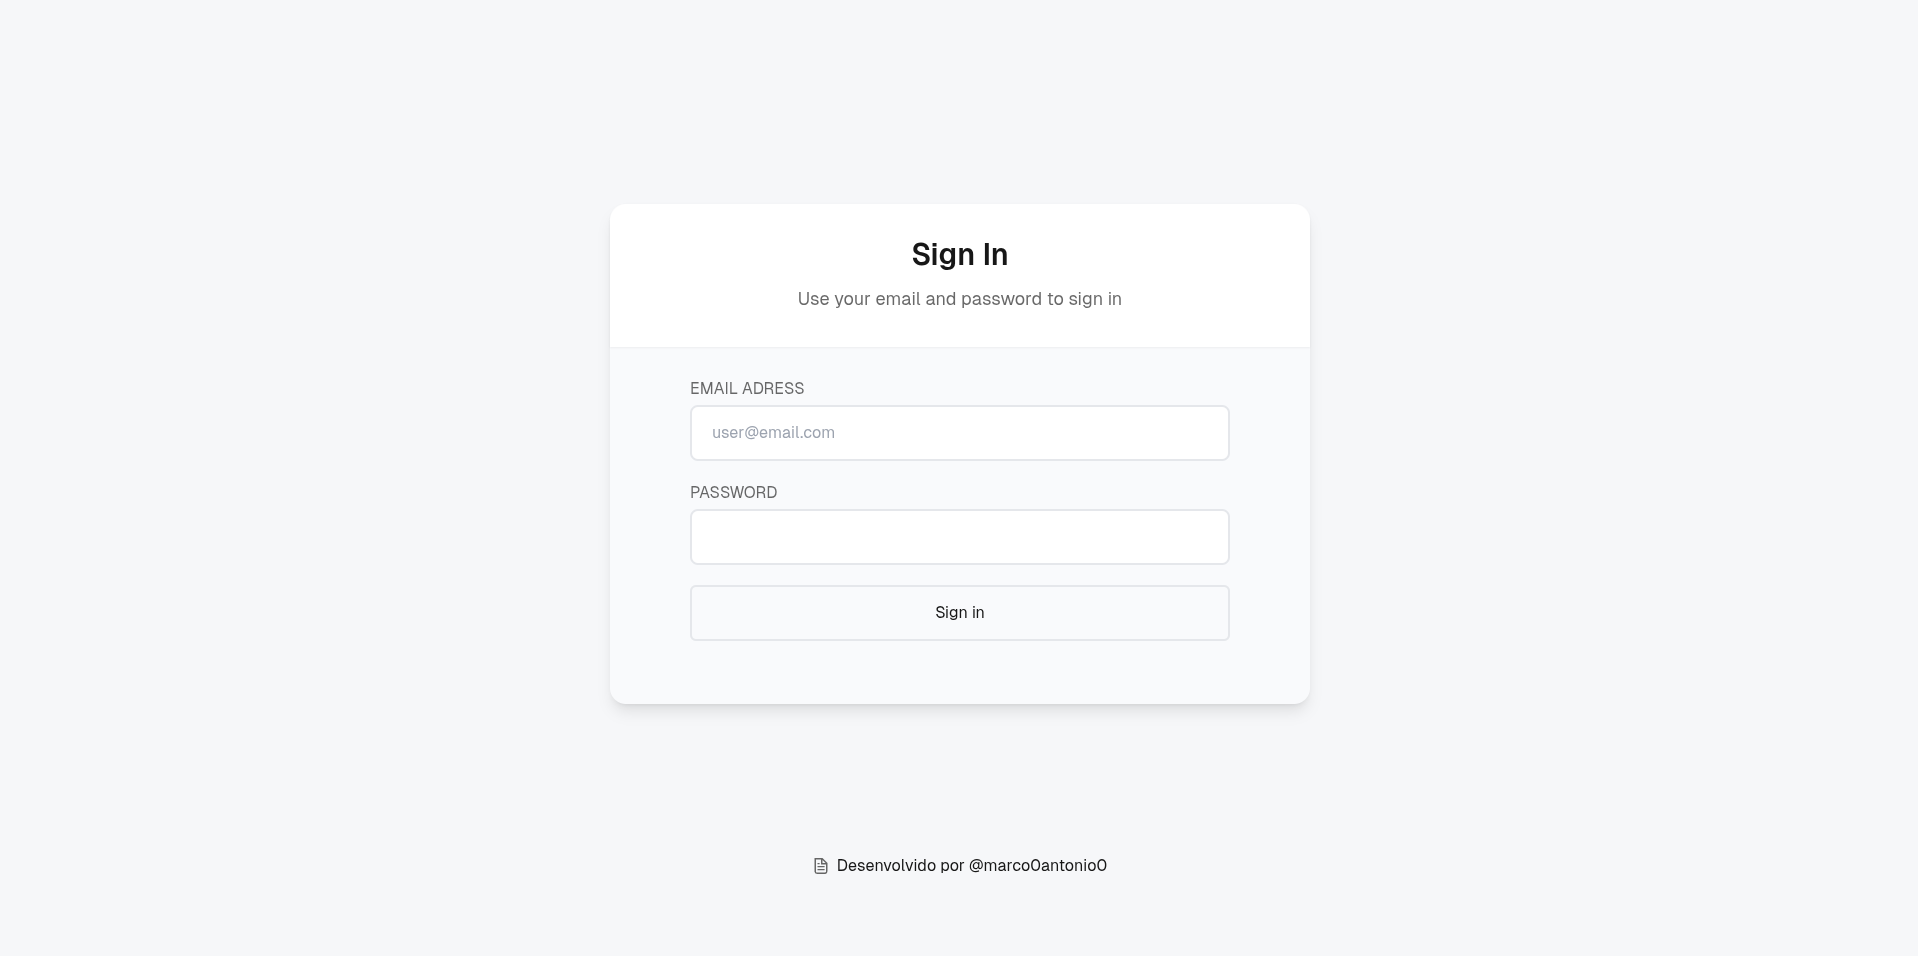 Sign In
Use your email and password to sign in
EMAIL ADRESS
user@email.com
PASSWORD
Sign in
Desenvolvido por @marco0antonio0